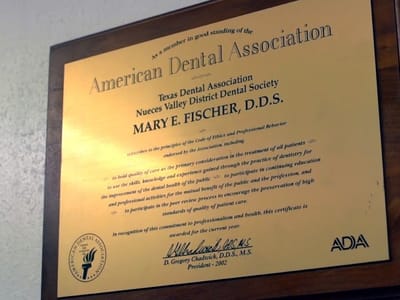 As a member in good standing of the
American Dental Association
Texas Dental Association
Nueces Valley District Dental Society
MARY E. FISCHER, D.D.S.
subscribes to the principles of the Code of Ethics and Professional Behavior
endorsed by the Association, including
to hold quality of care as the primary consideration in the treatment of all patients
to use the skills, knowledge and experience gained through the practice of dentistry for
the improvement of the dental health of the public to participate in continuing education
and professional activities for the mutual benefit of the public and the profession, and
to participate in the peer review process to encourage the preservation of high
standards of quality patient care.
In recognition of this commitment to professionalism and health, this certificate is
awarded for the current year.
D. Gregory Chadwick, D.D.S., M.S.
President - 2002
AMERICAN DENTAL ASSOCIATION
ADA